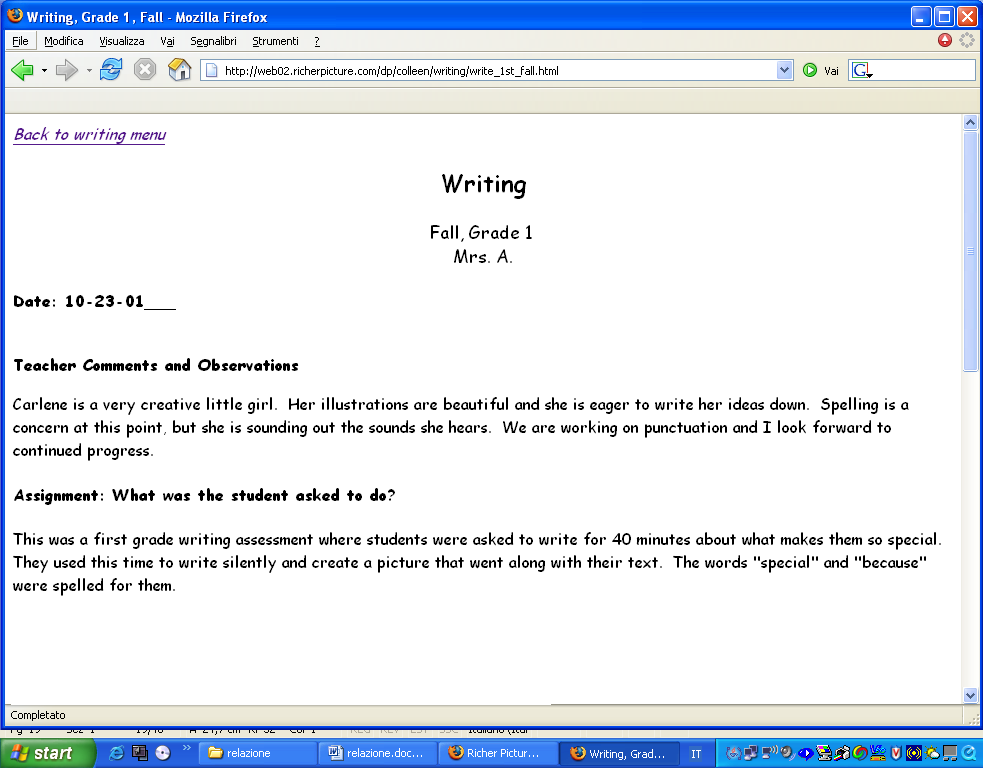 Writing, Grade 1, Fall - Mozilla Firefox
File Modifica Visualizza Vai Segnalibri Strumenti ?
http://web02.richerpicture.com/dp/colleen/writing/write_1st_fall.html Vai G
Back to writing menu
Writing
Fall, Grade 1
Mrs. A.
Date: 10-23-01___
Teacher Comments and Observations
Carlene is a very creative little girl. Her illustrations are beautiful and she is eager to write her ideas down. Spelling is a
concern at this point, but she is sounding out the sounds she hears. We are working on punctuation and I look forward to
continued progress.
Assignment: What was the student asked to do?
This was a first grade writing assessment where students were asked to write for 40 minutes about what makes them so special.
They used this time to write silently and create a picture that went along with their text. The words "special" and "because"
were spelled for them.
Completato
start relazione relazione.doc... Richer Pictur... Writing, Grad... IT